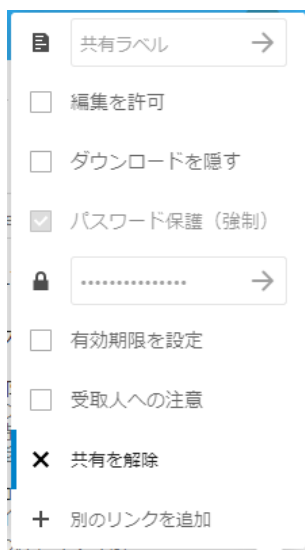 共有ラベル
編集を許可
ダウンロードを隠す
パスワード保護（強制）
有効期限を設定
受取人への注意
共有を解除
別のリンクを追加